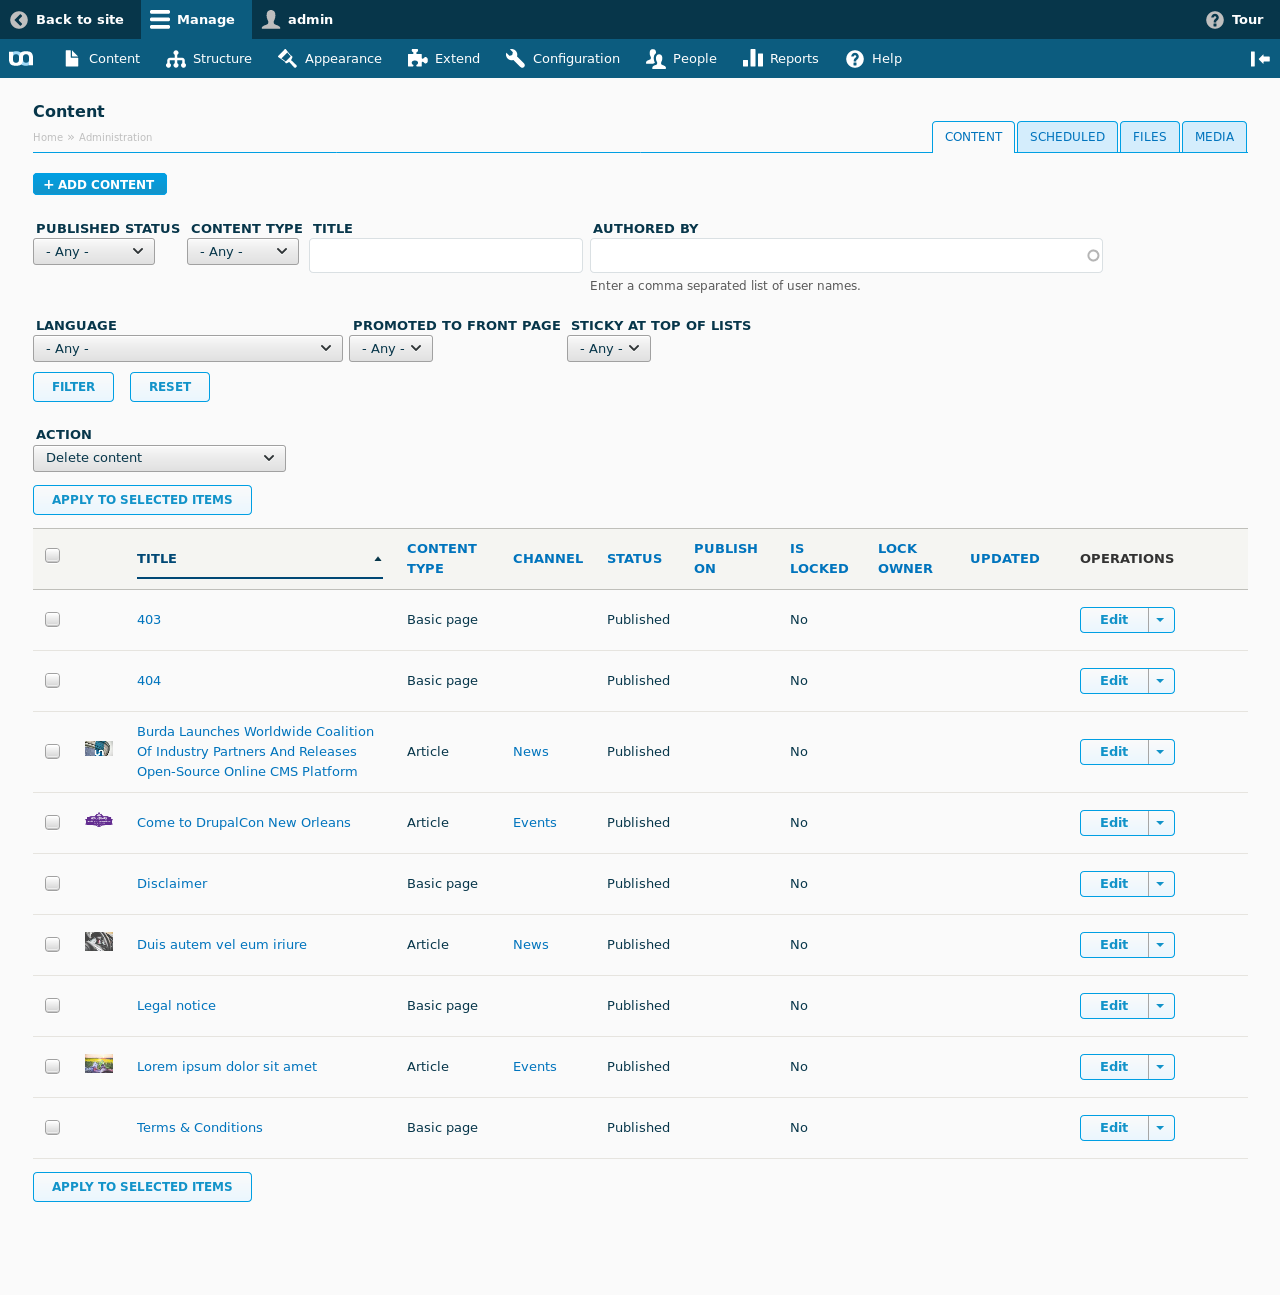 Back to site Manage admin Tour
Content Structure Appearance Extend Configuration People Reports Help
Content
Home » Administration
CONTENT SCHEDULED FILES MEDIA
+ ADD CONTENT
PUBLISHED STATUS CONTENT TYPE TITLE AUTHORED BY
- Any - - Any -
Enter a comma separated list of user names.
LANGUAGE PROMOTED TO FRONT PAGE STICKY AT TOP OF LISTS
- Any - - Any - - Any -
FILTER RESET
ACTION
Delete content
APPLY TO SELECTED ITEMS
TITLE CONTENT TYPE CHANNEL STATUS PUBLISH ON IS LOCKED LOCK OWNER UPDATED OPERATIONS
403 Basic page Published No Edit
404 Basic page Published No Edit
Burda Launches Worldwide Coalition
Of Industry Partners And Releases Article News Published No Edit
Open-Source Online CMS Platform
Come to DrupalCon New Orleans Article Events Published No Edit
Disclaimer Basic page Published No Edit
Duis autem vel eum iriure Article News Published No Edit
Legal notice Basic page Published No Edit
Lorem ipsum dolor sit amet Article Events Published No Edit
Terms & Conditions Basic page Published No Edit
APPLY TO SELECTED ITEMS